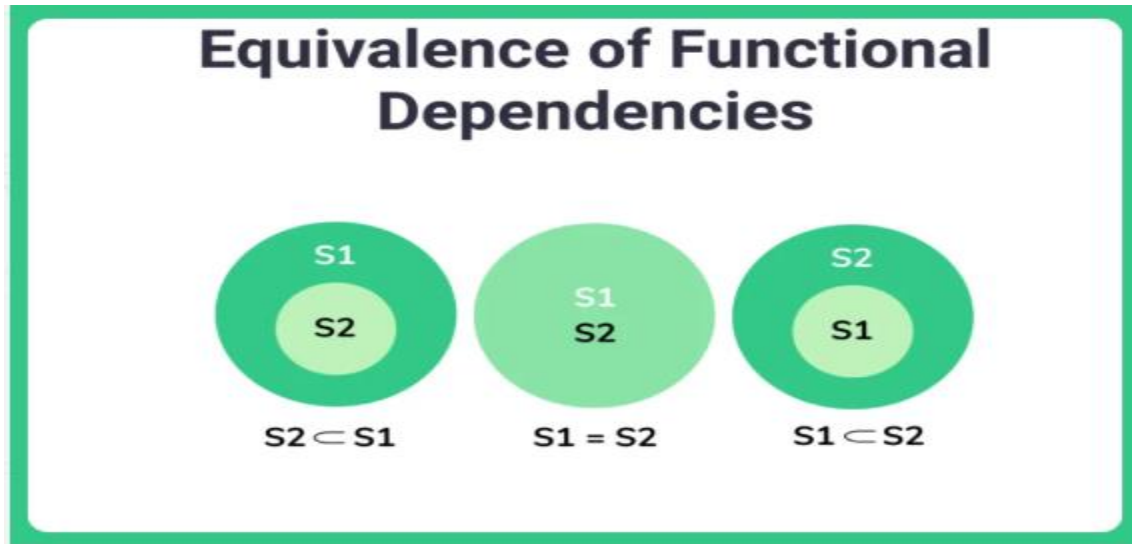 Equivalence of Functional
Dependencies
S1
S2
S1
S2
S2
S1
S2 ⊂ S1
S1 = S2
S1 ⊂ S2